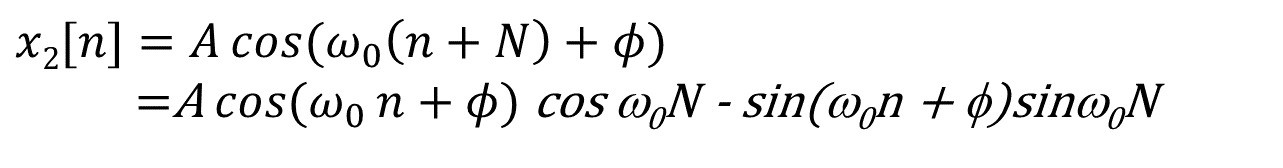 x₂[n] = A cos(ω₀(n + N) + ϕ)
=A cos(ω₀ n + ϕ) cos ω₀N - sin(ω₀n + ϕ)sinω₀N